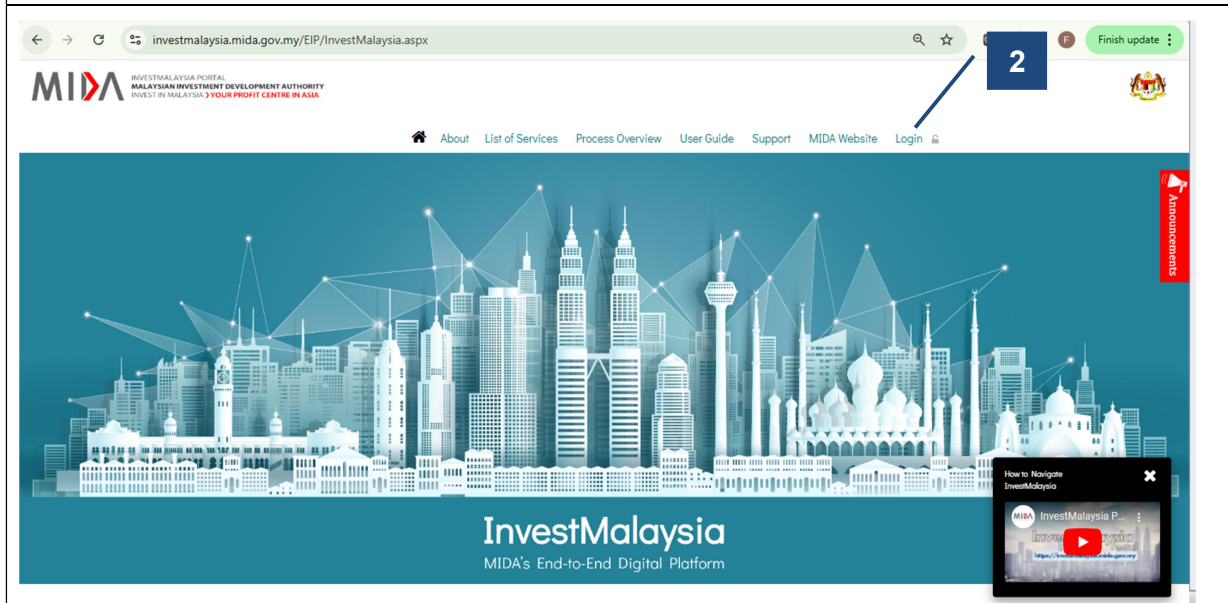 investmalaysia.mida.gov.my/EIP/InvestMalaysia.aspx
F
Finish update
2
MIDA
INVESTMALAYSIA PORTAL
MALAYSIAN INVESTMENT DEVELOPMENT AUTHORITY
INVEST IN MALAYSIA YOUR PROFIT CENTRE IN ASIA
About List of Services Process Overview User Guide Support MIDA Website Login
Announcements
InvestMalaysia
MIDA's End-to-End Digital Platform
How to Navigate
InvestMalaysia
MIDA InvestMalaysia P...